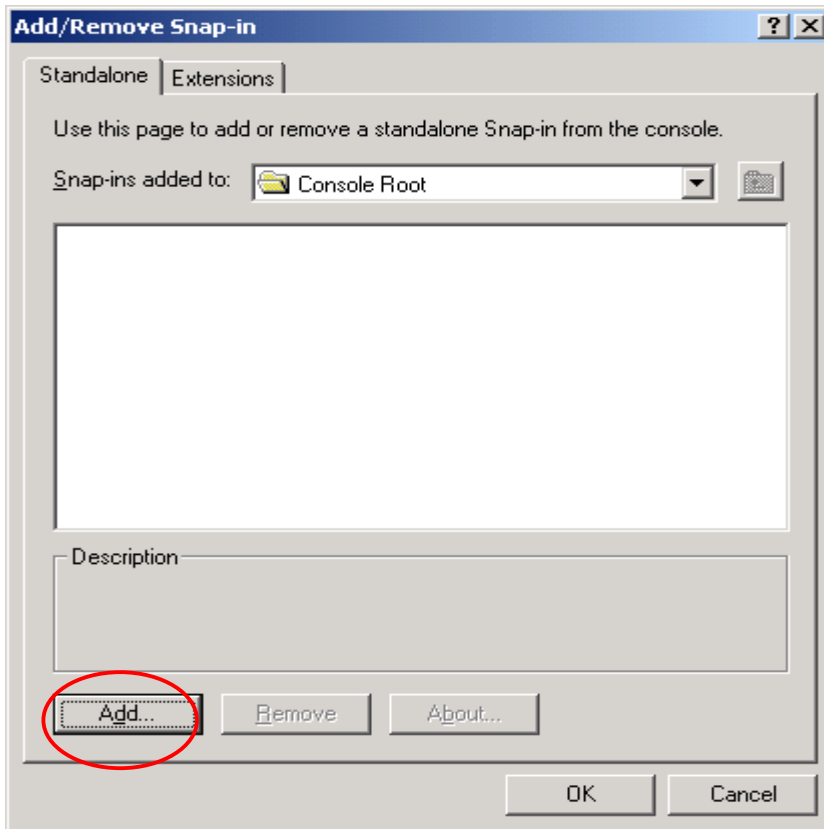 Add/Remove Snap-in
Standalone
Extensions
Use this page to add or remove a standalone Snap-in from the console.
Snap-ins added to:
Console Root
Description
Add...
Remove
About...
OK
Cancel